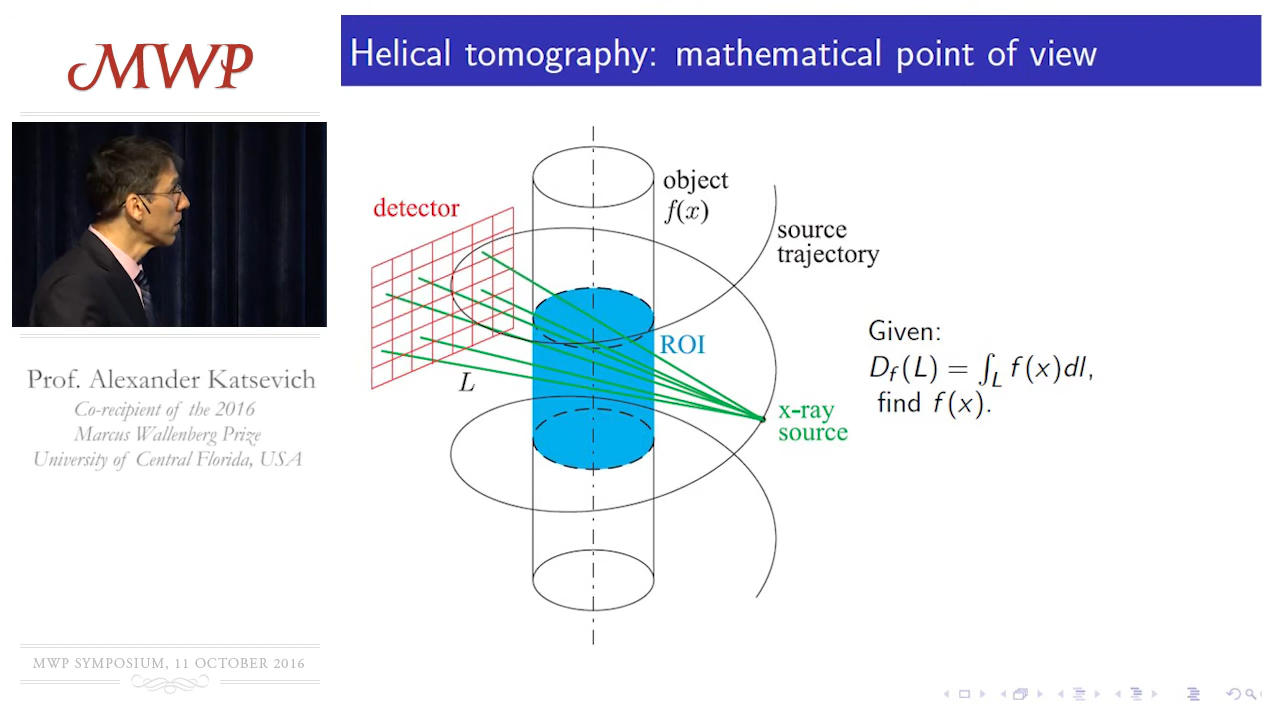 MWP
Prof. Alexander Katsevich
Co-recipient of the 2016
Marcus Wallenberg Prize
University of Central Florida, USA
MWP SYMPOSIUM, 11 OCTOBER 2016
Helical tomography: mathematical point of view
object
f(x)
detector
source
trajectory
ROI
L
x-ray
source
Given:
D_f(L) = ∫_L f(x)dl,
find f(x).